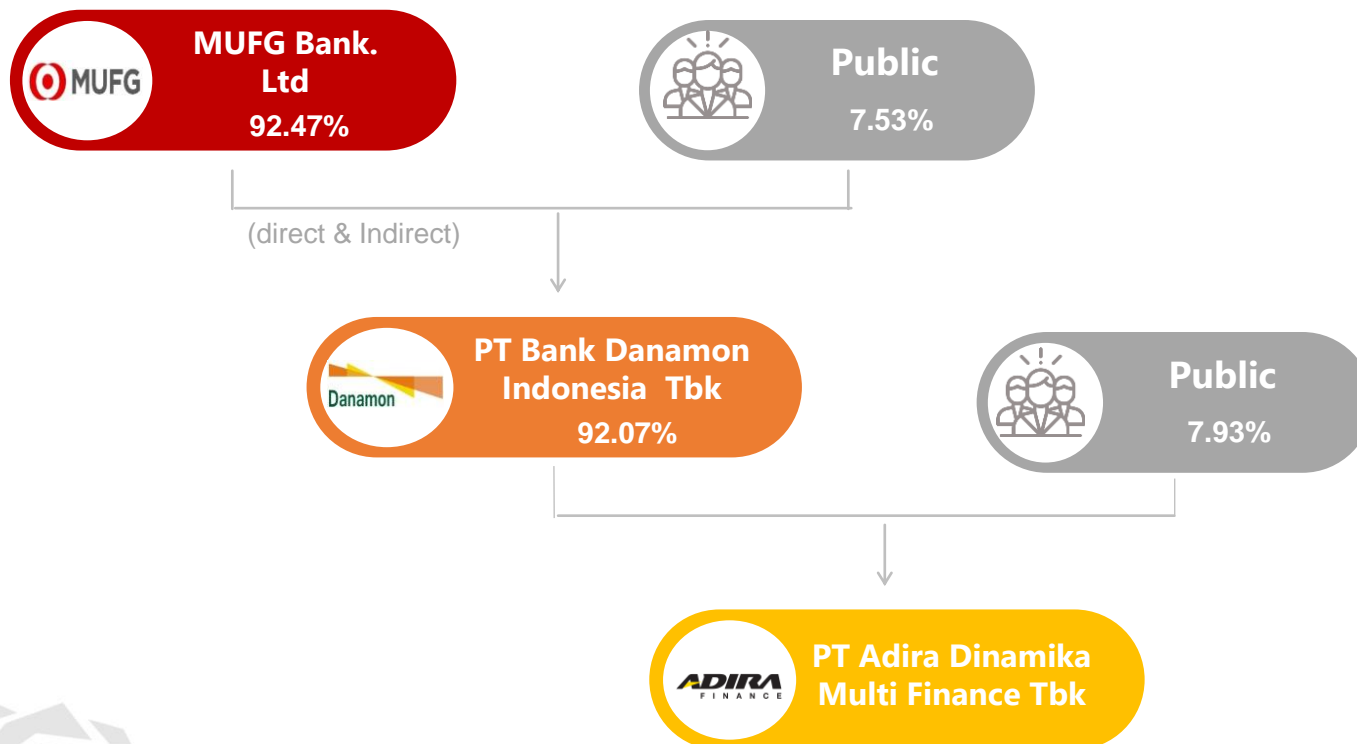 MUFG
MUFG Bank.
Ltd
92.47%
Public
7.53%
(direct & Indirect)
Danamon
PT Bank Danamon
Indonesia Tbk
92.07%
Public
7.93%
ADIRA
FINANCE
PT Adira Dinamika
Multi Finance Tbk